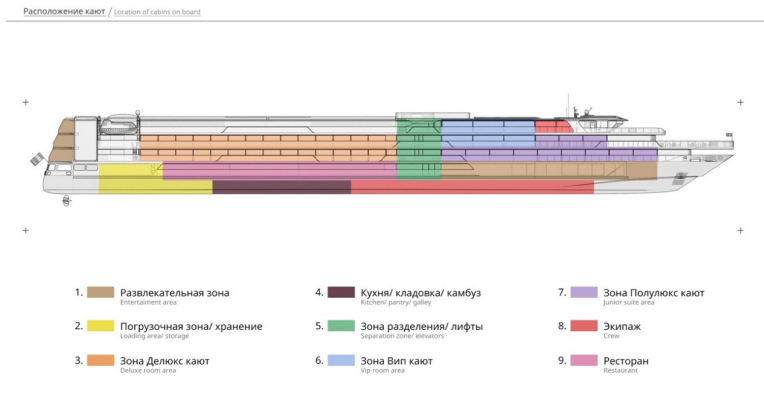 Расположение кают / Location of cabins on board
1. Развлекательная зона
Entertaiment area
2. Погрузочная зона/ хранение
Loading area/ storage
3. Зона Делюкс кают
Deluxe room area
4. Кухня/ кладовка/ камбуз
Kitchen/ pantry/ galley
5. Зона разделения/ лифты
Separation zone/ elevators
6. Зона Вип кают
Vip room area
7. Зона Полулюкс кают
Junior suite area
8. Экипаж
Crew
9. Ресторан
Restaurant